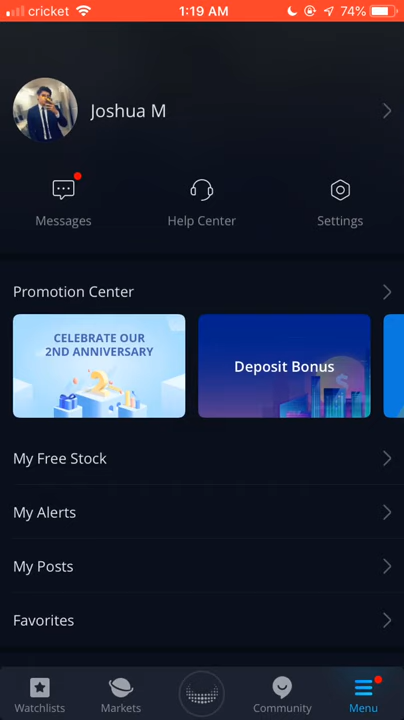 cricket 1:19 AM 74%
Joshua M
Messages Help Center Settings
Promotion Center
CELEBRATE OUR
2ND ANNIVERSARY
Deposit Bonus
My Free Stock
My Alerts
My Posts
Favorites
Watchlists Markets Community Menu